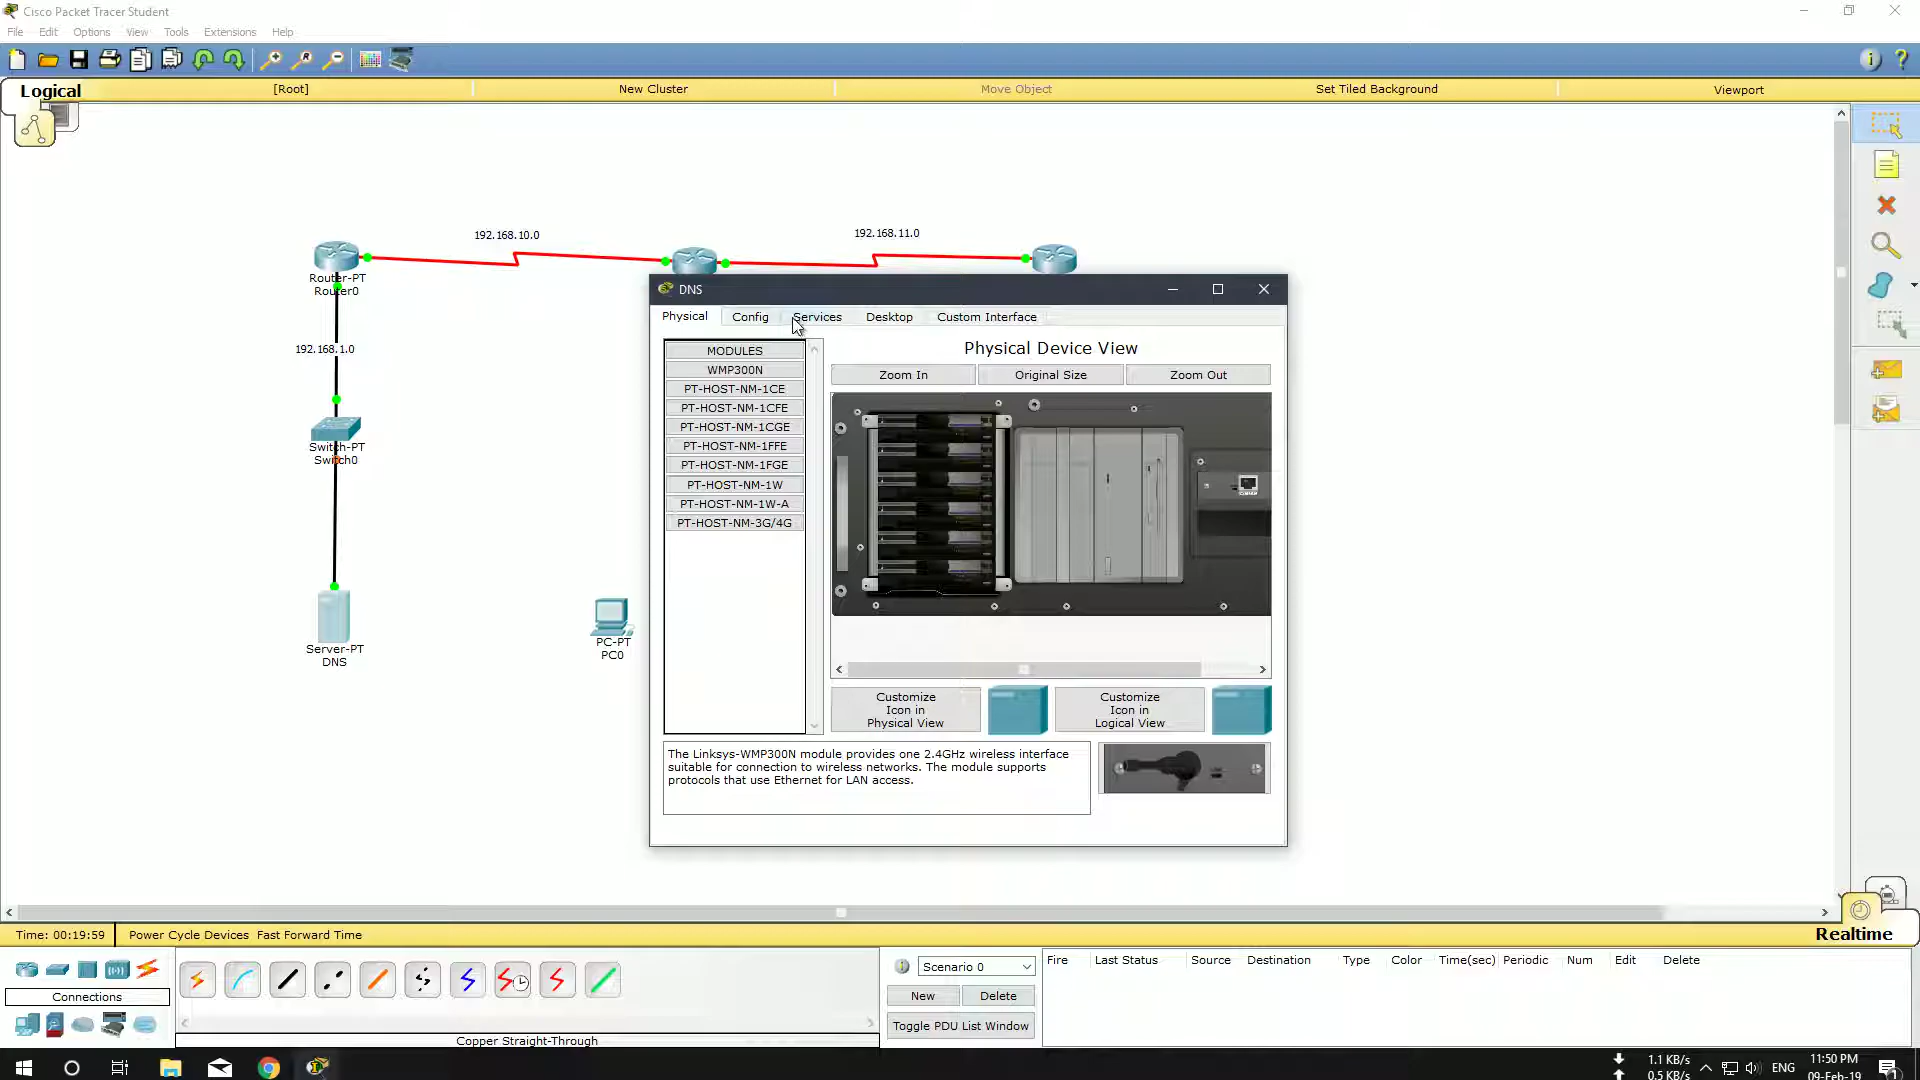 Cisco Packet Tracer Student
File Edit Options View Tools Extensions Help
Logical [Root] New Cluster Move Object Set Tiled Background Viewport
192.168.10.0
192.168.11.0
Router-PT
Router0
192.168.1.0
Switch-PT
Switch0
Server-PT
DNS
PC-PT
PC0
DNS
Physical Config Services Desktop Custom Interface
MODULES
WMP300N
PT-HOST-NM-1CE
PT-HOST-NM-1CFE
PT-HOST-NM-1CGE
PT-HOST-NM-1FFE
PT-HOST-NM-1FGE
PT-HOST-NM-1W
PT-HOST-NM-1W-A
PT-HOST-NM-3G/4G
Physical Device View
Zoom In Original Size Zoom Out
Customize
Icon in
Physical View
Customize
Icon in
Logical View
The Linksys-WMP300N module provides one 2.4GHz wireless interface
suitable for connection to wireless networks. The module supports
protocols that use Ethernet for LAN access.
Time: 00:19:59 Power Cycle Devices Fast Forward Time
Realtime
Connections
Copper Straight-Through
Scenario 0
New Delete
Toggle PDU List Window
Fire Last Status Source Destination Type Color Time(sec) Periodic Num Edit Delete
1.1 KB/s
0.5 KB/s
ENG
11:50 PM
09-Feb-19
1